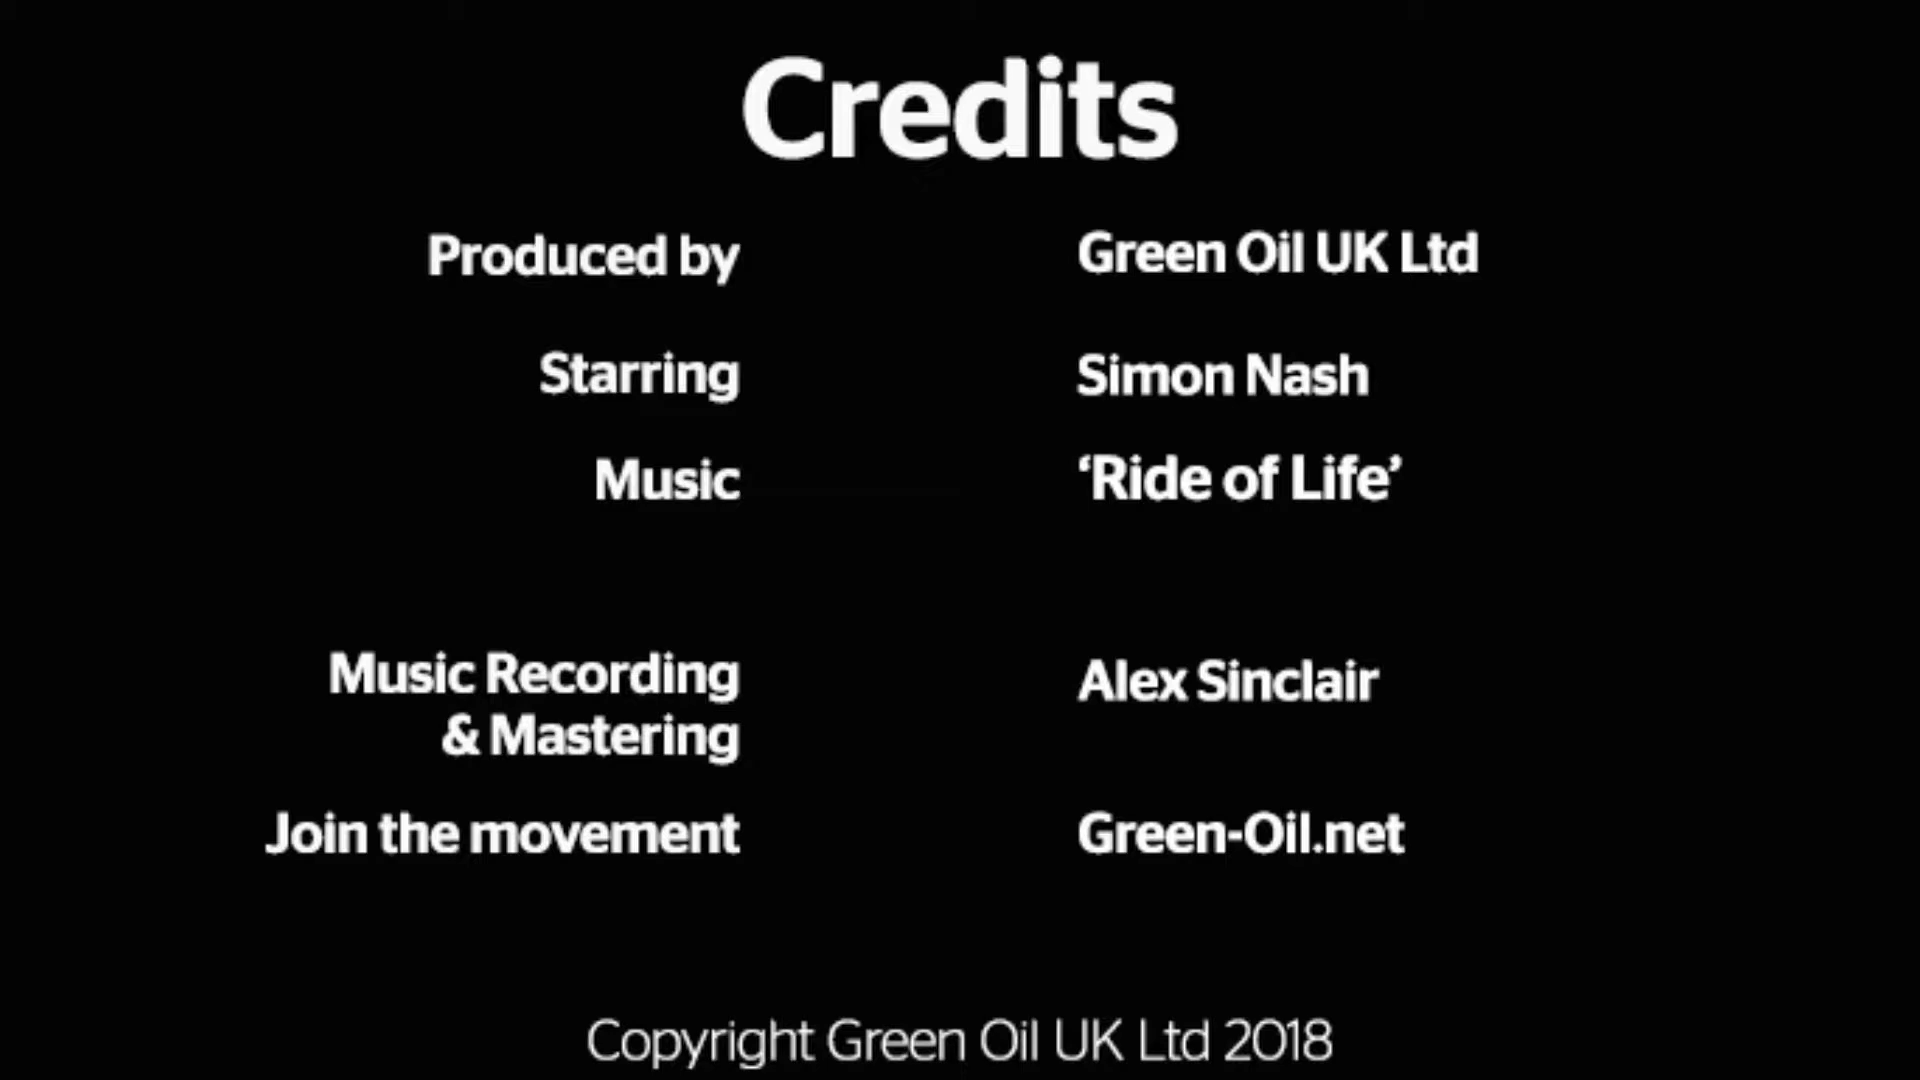 Credits
Produced by Green Oil UK Ltd
Starring Simon Nash
Music ‘Ride of Life’
Music Recording Alex Sinclair
& Mastering
Join the movement Green-Oil.net
Copyright Green Oil UK Ltd 2018